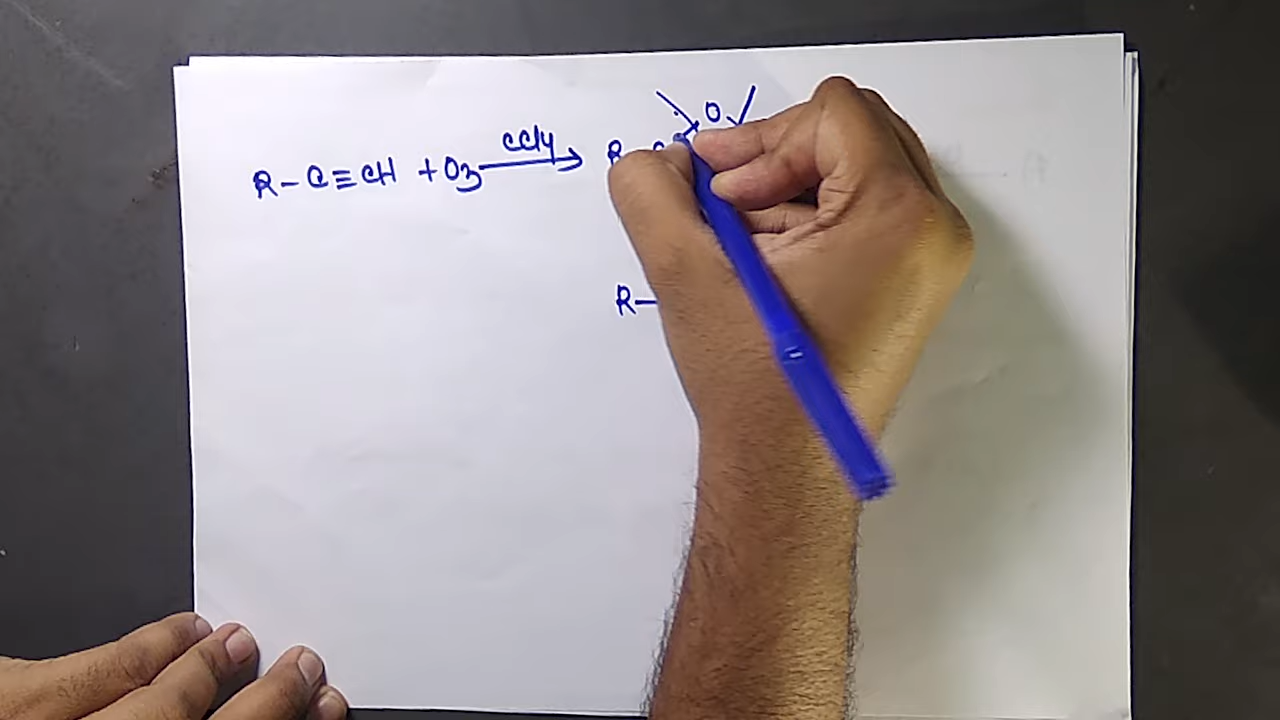 R-C≡CH + O3 CCl4 → R-C O
R-